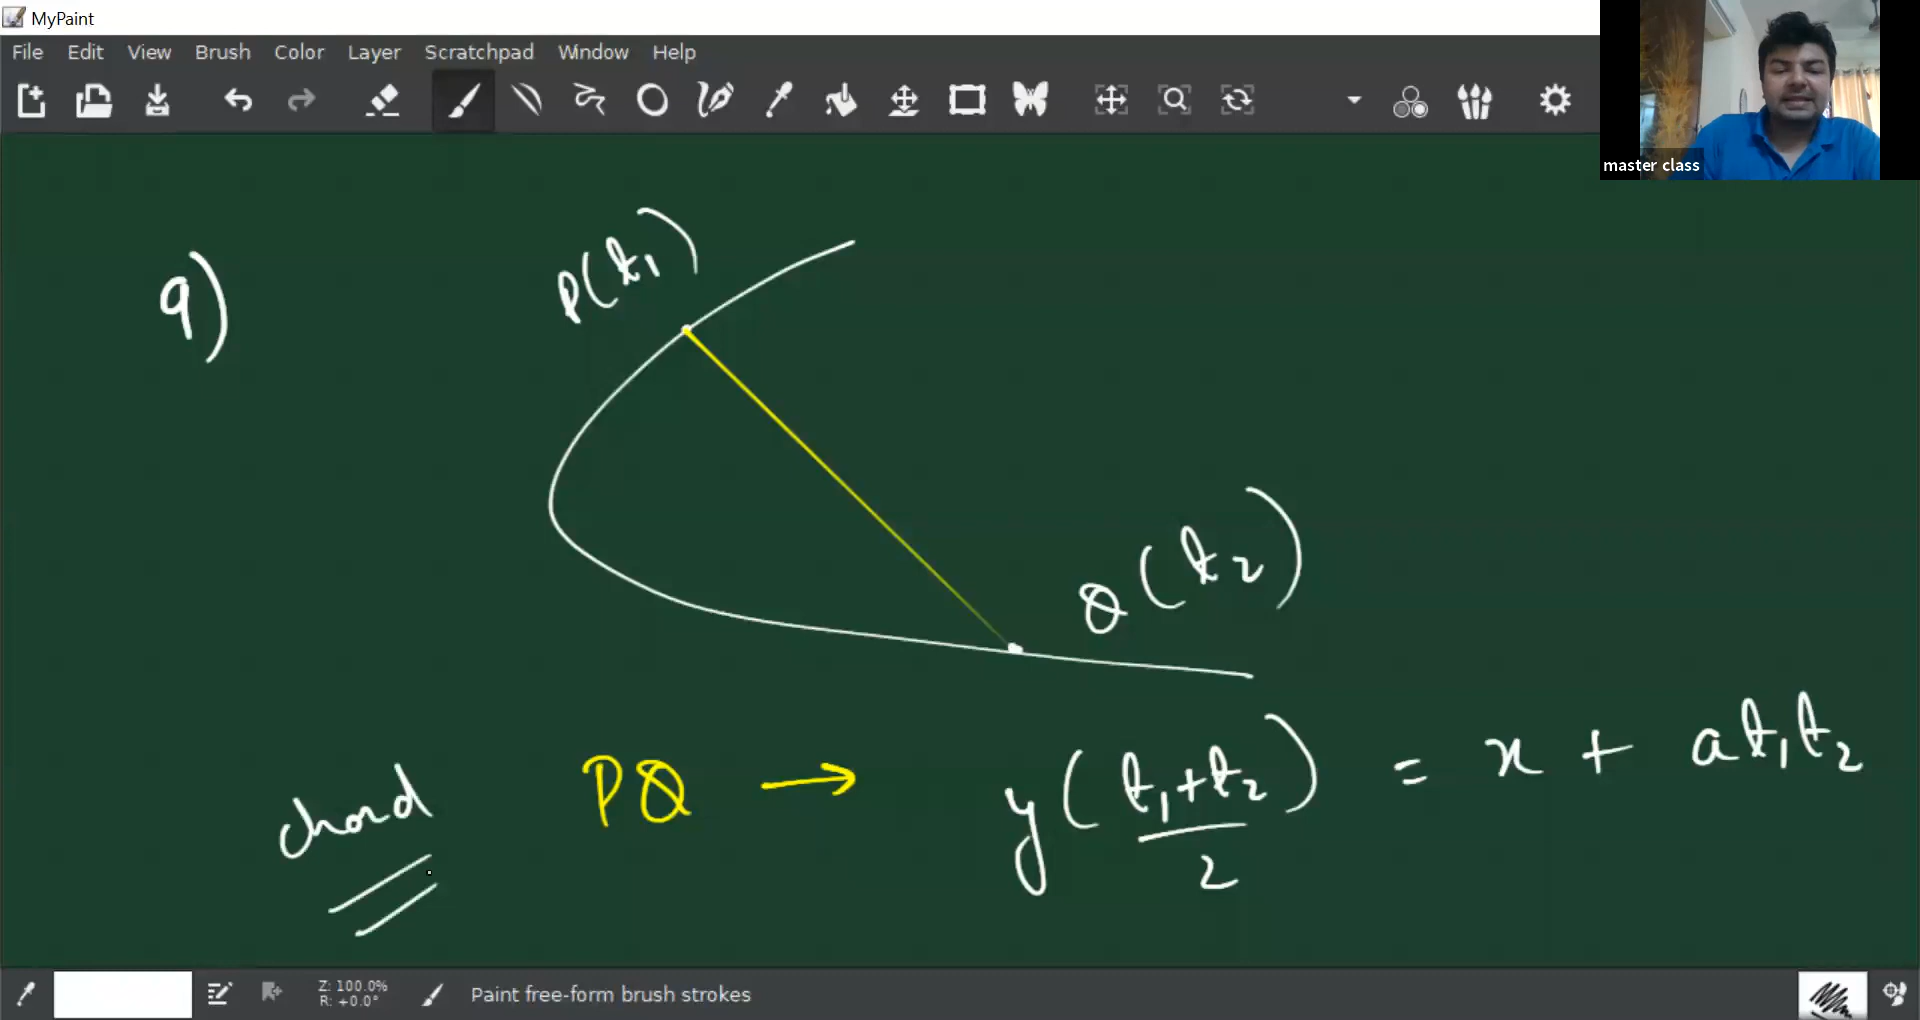 MyPaint
File Edit View Brush Color Layer Scratchpad Window Help
master class
9)
P(t₁)
Q(t₂)
chord PQ → y(t₁+t₂/2) = x + at₁t₂
Z: 100.0%
R: +0.0°
Paint free-form brush strokes